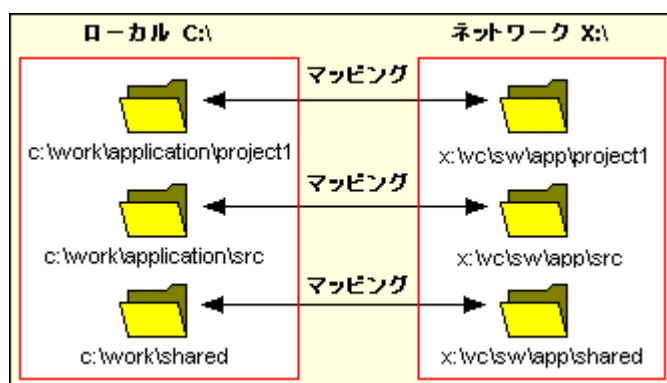 ローカル C:\
ネットワーク X:\
マッピング
c:\work\application\project1
x:\vc\sw\app\project1
マッピング
c:\work\application\src
x:\vc\sw\app\src
マッピング
c:\work\shared
x:\vc\sw\app\shared